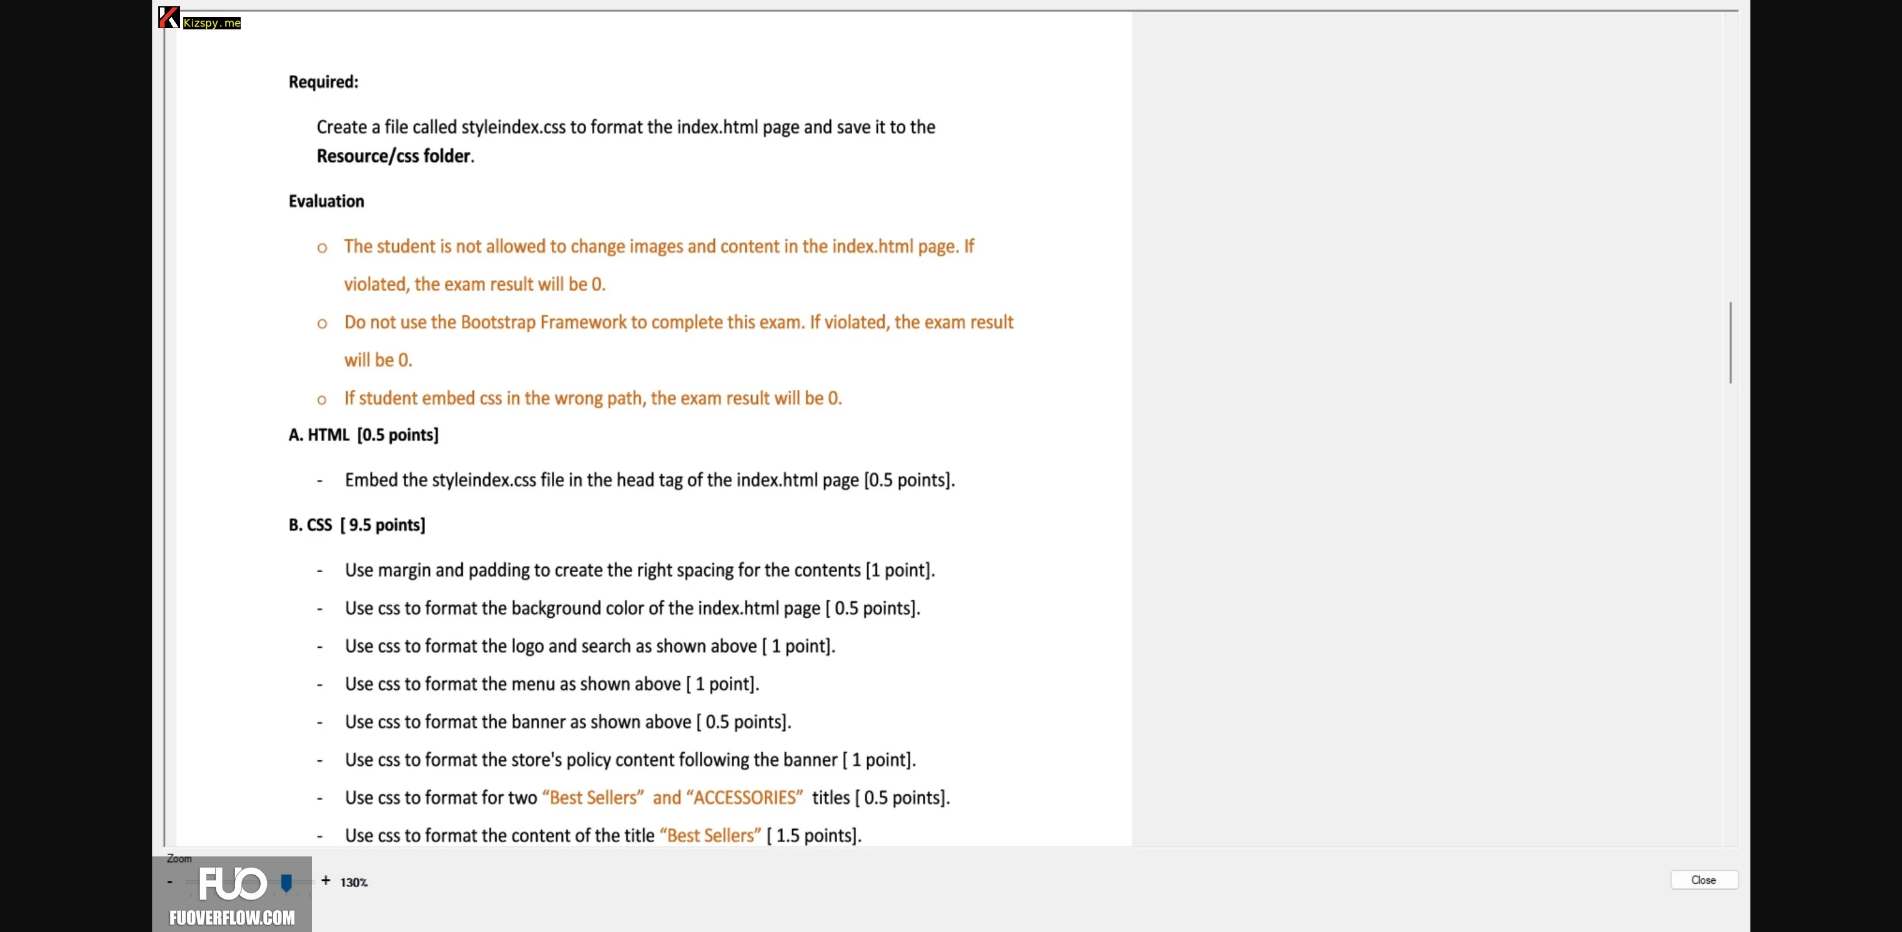 Kizspy.me
Required:
Create a file called styleindex.css to format the index.html page and save it to the
Resource/css folder.
Evaluation
o The student is not allowed to change images and content in the index.html page. If
violated, the exam result will be 0.
o Do not use the Bootstrap Framework to complete this exam. If violated, the exam result
will be 0.
o If student embed css in the wrong path, the exam result will be 0.
A. HTML [0.5 points]
- Embed the styleindex.css file in the head tag of the index.html page [0.5 points].
B. CSS [ 9.5 points]
- Use margin and padding to create the right spacing for the contents [1 point].
- Use css to format the background color of the index.html page [ 0.5 points].
- Use css to format the logo and search as shown above [ 1 point].
- Use css to format the menu as shown above [ 1 point].
- Use css to format the banner as shown above [ 0.5 points].
- Use css to format the store's policy content following the banner [ 1 point].
- Use css to format for two “Best Sellers” and “ACCESSORIES” titles [ 0.5 points].
- Use css to format the content of the title “Best Sellers” [ 1.5 points].
Zoom
- + 130%
Close
FUO
FUOVERFLOW.COM